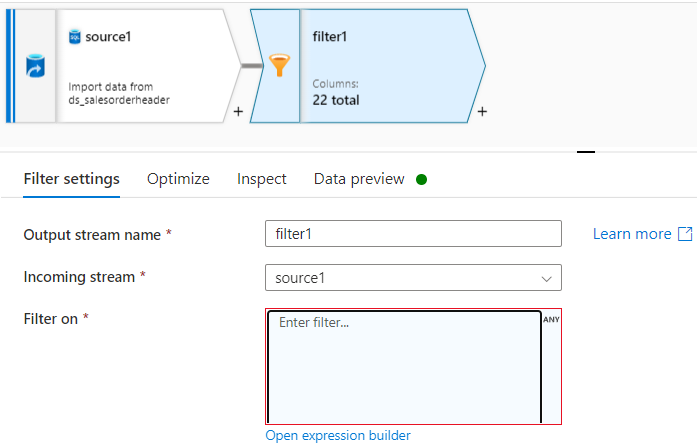 source1
Import data from
ds_salesorderheader
+
filter1
Columns:
22 total
+
Filter settings
Optimize
Inspect
Data preview
Output stream name *
filter1
Learn more
Incoming stream *
source1
Filter on *
Enter filter...
ANY
Open expression builder